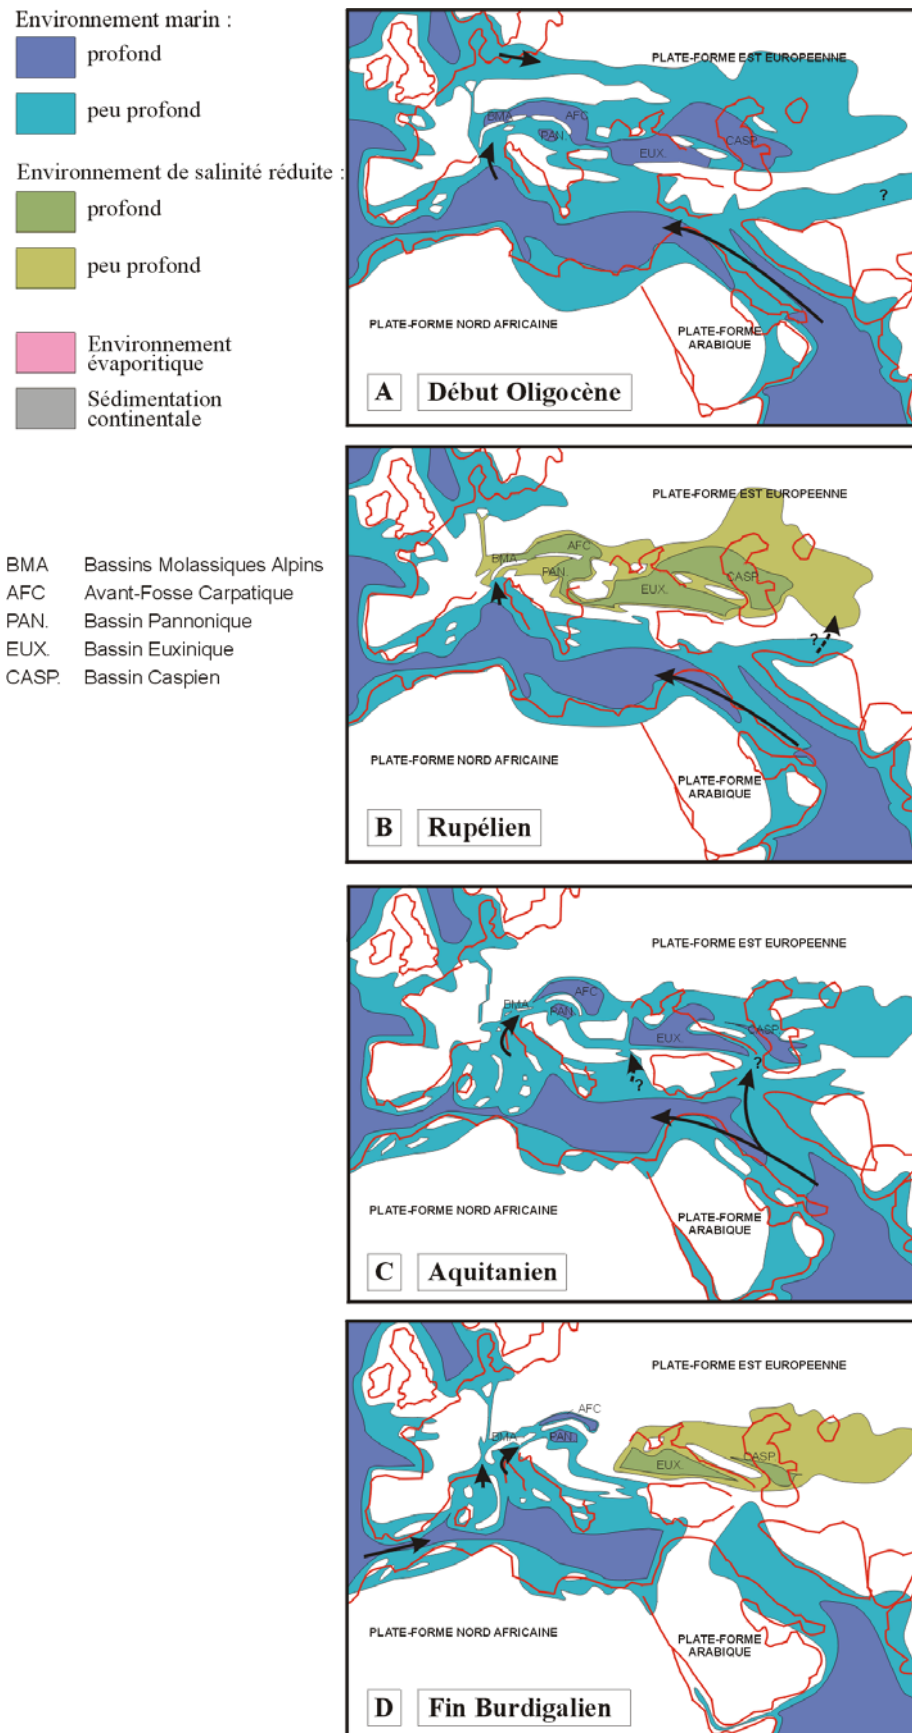 Environnement marin :
profond
peu profond
Environnement de salinité réduite :
profond
peu profond
Environnement
évaporitique
Sédimentation
continentale
BMA Bassins Molassiques Alpins
AFC Avant-Fosse Carpatique
PAN. Bassin Pannonique
EUX. Bassin Euxinique
CASP. Bassin Caspien
PLATE-FORME EST EUROPEENNE
BMA
AFC
PAN.
EUX.
CASP.
?
PLATE-FORME NORD AFRICAINE
PLATE-FORME
ARABIQUE
A Début Oligocène
PLATE-FORME EST EUROPEENNE
BMA
AFC
PAN.
EUX.
CASP.
?
PLATE-FORME NORD AFRICAINE
PLATE-FORME
ARABIQUE
B Rupélien
PLATE-FORME EST EUROPEENNE
BMA
AFC
PAN.
EUX.
CASP.
?
?
PLATE-FORME NORD AFRICAINE
PLATE-FORME
ARABIQUE
C Aquitanien
PLATE-FORME EST EUROPEENNE
AFC
BMA
PAN.
EUX.
CASP.
PLATE-FORME NORD AFRICAINE
PLATE-FORME
ARABIQUE
D Fin Burdigalien